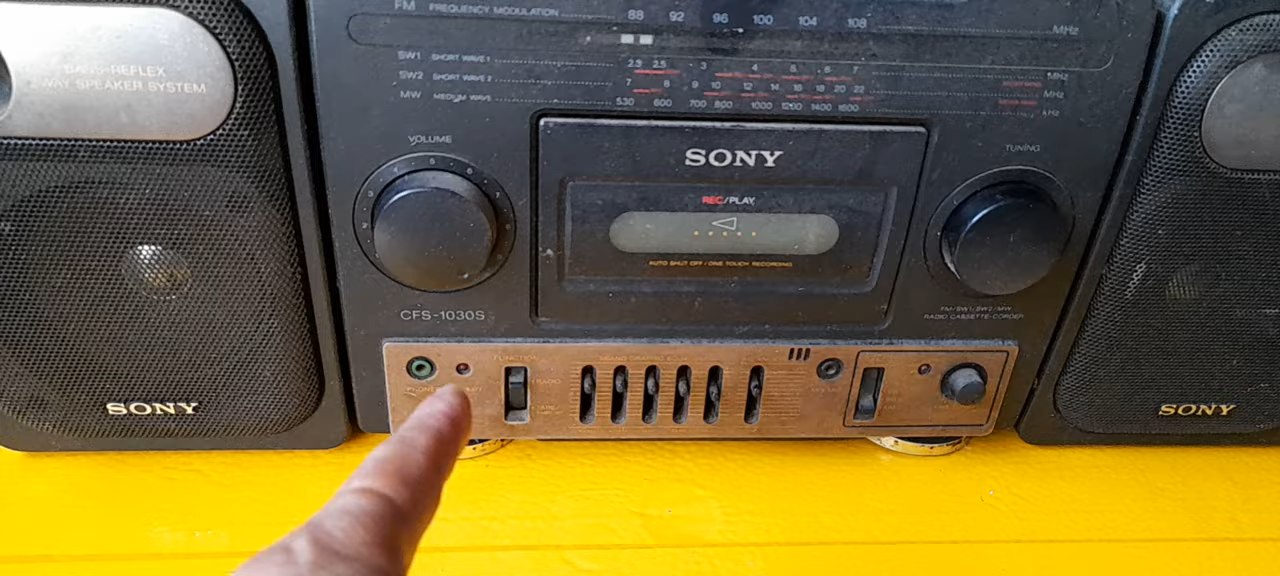 FM FREQUENCY MODULATION 88 92 96 100 104 108 MHz
SW1 SHORT WAVE 1 2.3 2.5 3 4 5 6 7 MHz
SW2 SHORT WAVE 2 7 8 9 10 12 14 16 18 20 22 MHz
MW MEDIUM WAVE 530 600 700 800 1000 1200 1400 1600 kHz
BASS-REFLEX
2WAY SPEAKER SYSTEM
VOLUME
TUNING
SONY
REC/PLAY
AUTO SHUT OFF/ONE TOUCH RECORDING
CFS-1030S
FM/SW1/SW2/MW
RADIO CASSETTE-CORDER
FUNCTION
PHONES
RADIO
TAPE
SONY
SONY